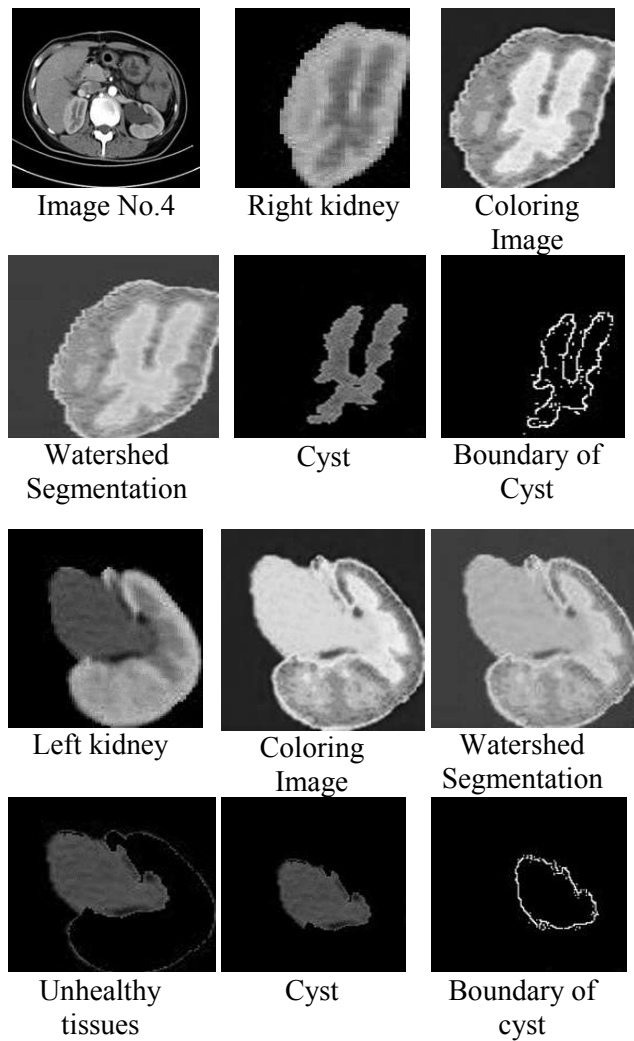 Image No.4
Right kidney
Coloring
Image
Watershed
Segmentation
Cyst
Boundary of
Cyst
Left kidney
Coloring
Image
Watershed
Segmentation
Unhealthy
tissues
Cyst
Boundary of
cyst